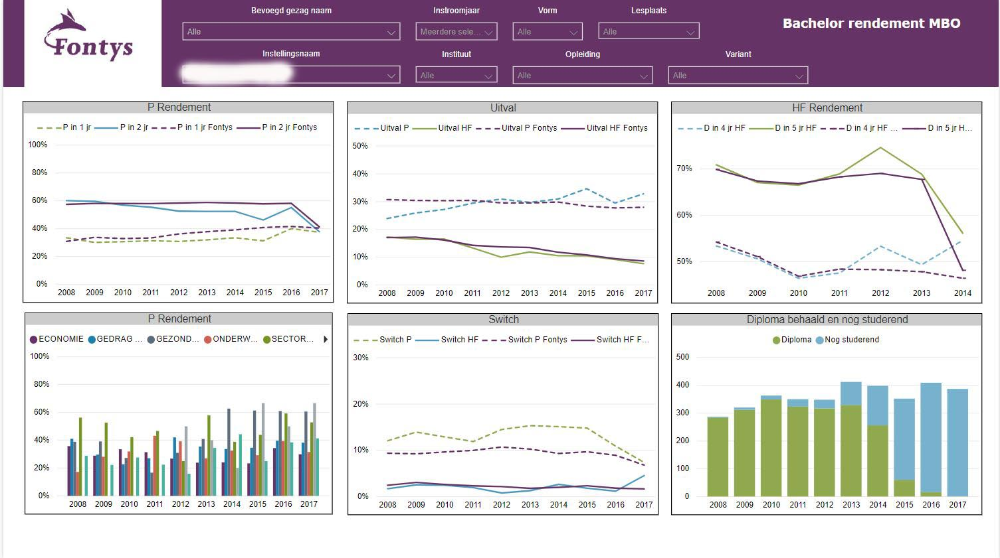 Fontys
Bevoegd gezag naam
Alle
Instroomjaar
Meerdere sele...
Vorm
Alle
Lesplaats
Alle
Bachelor rendement MBO
Instellingsnaam
Instituut
Alle
Opleiding
Alle
Variant
Alle
P Rendement
P in 1 jr P in 2 jr P in 1 jr Fontys P in 2 jr Fontys
100%
80%
60%
40%
20%
0%
2008 2009 2010 2011 2012 2013 2014 2015 2016 2017
Uitval
Uitval P Uitval HF Uitval P Fontys Uitval HF Fontys
50%
40%
30%
20%
10%
0%
2008 2009 2010 2011 2012 2013 2014 2015 2016 2017
HF Rendement
D in 4 jr HF D in 5 jr HF D in 4 jr HF ... D in 5 jr H...
70%
60%
50%
2008 2009 2010 2011 2012 2013 2014
P Rendement
ECONOMIE GEDRAG ... GEZOND... ONDERW... SECTOR...
100%
80%
60%
40%
20%
0%
2008 2009 2010 2011 2012 2013 2014 2015 2016 2017
Switch
Switch P Switch HF Switch P Fontys Switch HF F...
30%
20%
10%
0%
2008 2009 2010 2011 2012 2013 2014 2015 2016 2017
Diploma behaald en nog studerend
Diploma Nog studerend
500
400
300
200
100
0
2008 2009 2010 2011 2012 2013 2014 2015 2016 2017